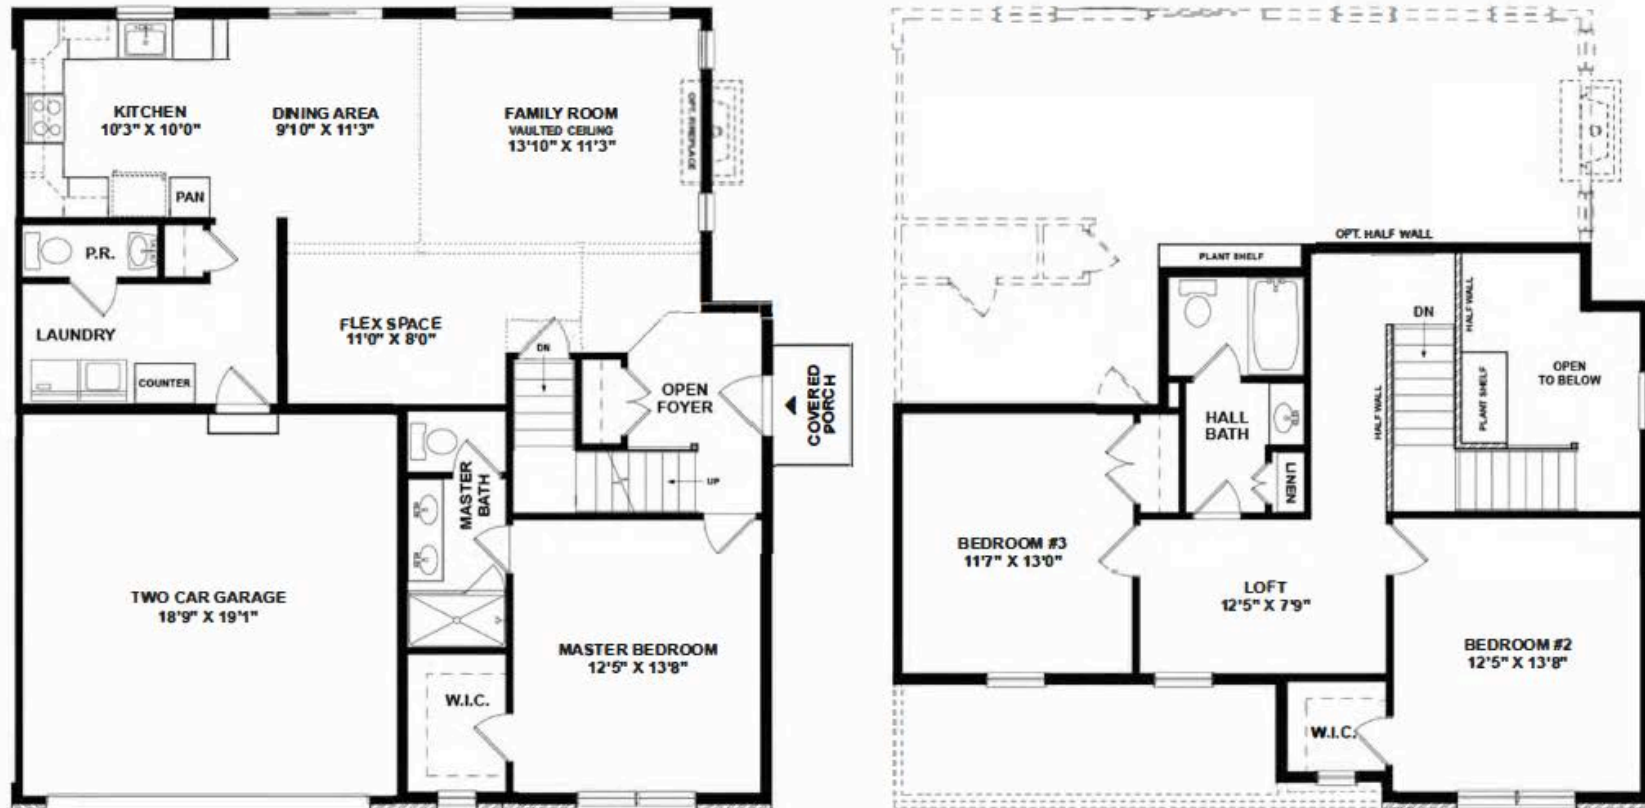 KITCHEN
10'3" X 10'0"
DINING AREA
9'10" X 11'3"
FAMILY ROOM
VAULTED CEILING
13'10" X 11'3"
OPT. FIREPLACE
PAN
P.R.
LAUNDRY
COUNTER
FLEX SPACE
11'0" X 8'0"
DN
OPEN
FOYER
COVERED
PORCH
UP
MASTER
BATH
TWO CAR GARAGE
18'9" X 19'1"
MASTER BEDROOM
12'5" X 13'8"
W.I.C.
OPT. HALF WALL
PLANT SHELF
DN
HALF WALL
HALF WALL
PLANT SHELF
OPEN
TO BELOW
HALL
BATH
LINEN
BEDROOM #3
11'7" X 13'0"
LOFT
12'5" X 7'9"
BEDROOM #2
12'5" X 13'8"
W.I.C.